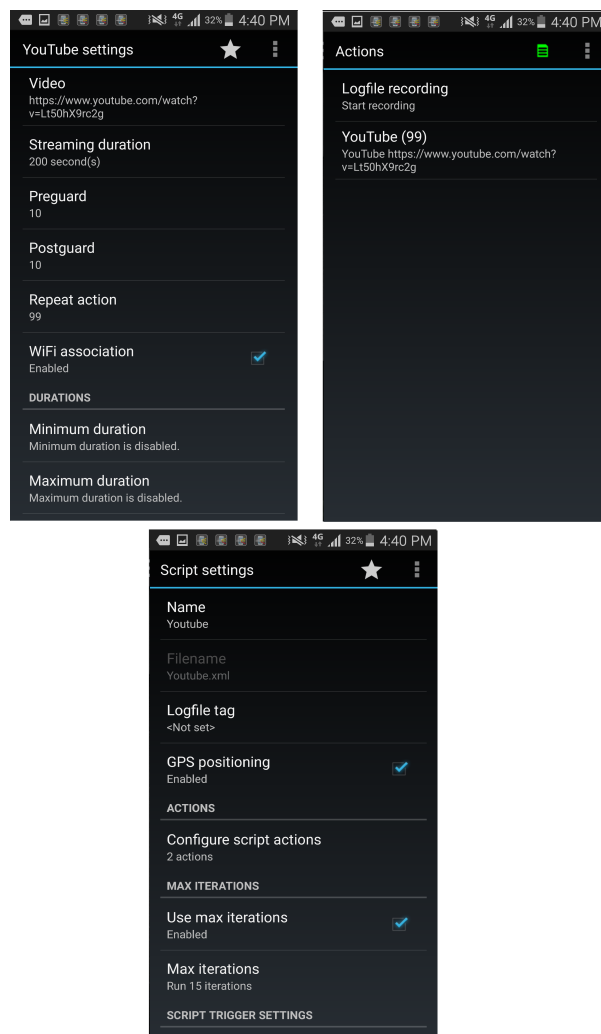 4G 32% 4:40 PM
YouTube settings
Video
https://www.youtube.com/watch?
v=Lt50hX9rc2g
Streaming duration
200 second(s)
Preguard
10
Postguard
10
Repeat action
99
WiFi association
Enabled
DURATIONS
Minimum duration
Minimum duration is disabled.
Maximum duration
Maximum duration is disabled.
4G 32% 4:40 PM
Actions
Logfile recording
Start recording
YouTube (99)
YouTube https://www.youtube.com/watch?
v=Lt50hX9rc2g
4G 32% 4:40 PM
Script settings
Name
Youtube
Filename
Youtube.xml
Logfile tag
<Not set>
GPS positioning
Enabled
ACTIONS
Configure script actions
2 actions
MAX ITERATIONS
Use max iterations
Enabled
Max iterations
Run 15 iterations
SCRIPT TRIGGER SETTINGS